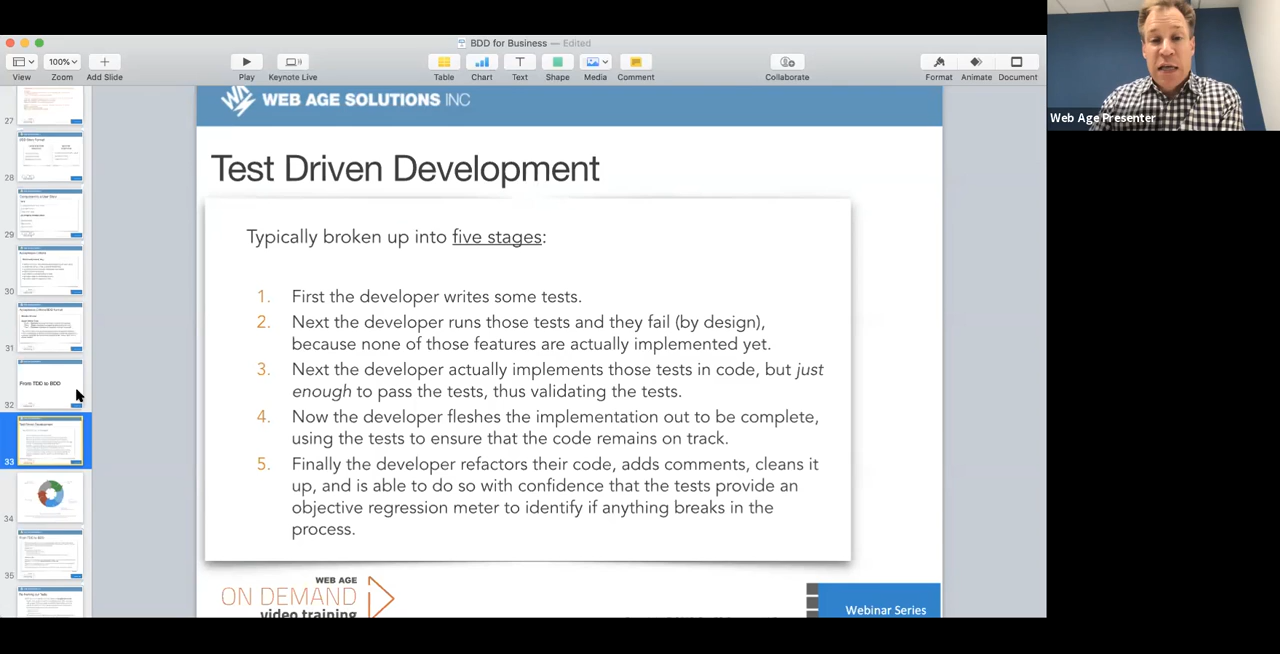 BDD for Business — Edited
100%
View
Zoom
Add Slide
Play
Keynote Live
Table
Chart
Text
Shape
Media
Comment
Collaborate
Format
Animate
Document
Web Age Presenter
27
28
29
30
31
From TDD to BDD
32
Test Driven Development
33
34
From TDD to BDD
35
WEB AGE SOLUTIONS INC
Test Driven Development
Typically broken up into five stages:
1. First the developer writes some tests.
2. Next the developer runs those tests and they fail (by design),
because none of those features are actually implemented yet.
3. Next the developer actually implements those tests in code, but just
enough to pass the tests, thus validating the tests.
4. Now the developer fleshes the implementation out to be complete,
using the tests to ensure that the code remains on track.
5. Finally the developer refactors their code, adds comments, cleans it
up, and is able to do so with confidence that the tests provide an
objective regression meter to identify if anything breaks in the
process.
WEB AGE
ON DEMAND
video training
Webinar Series